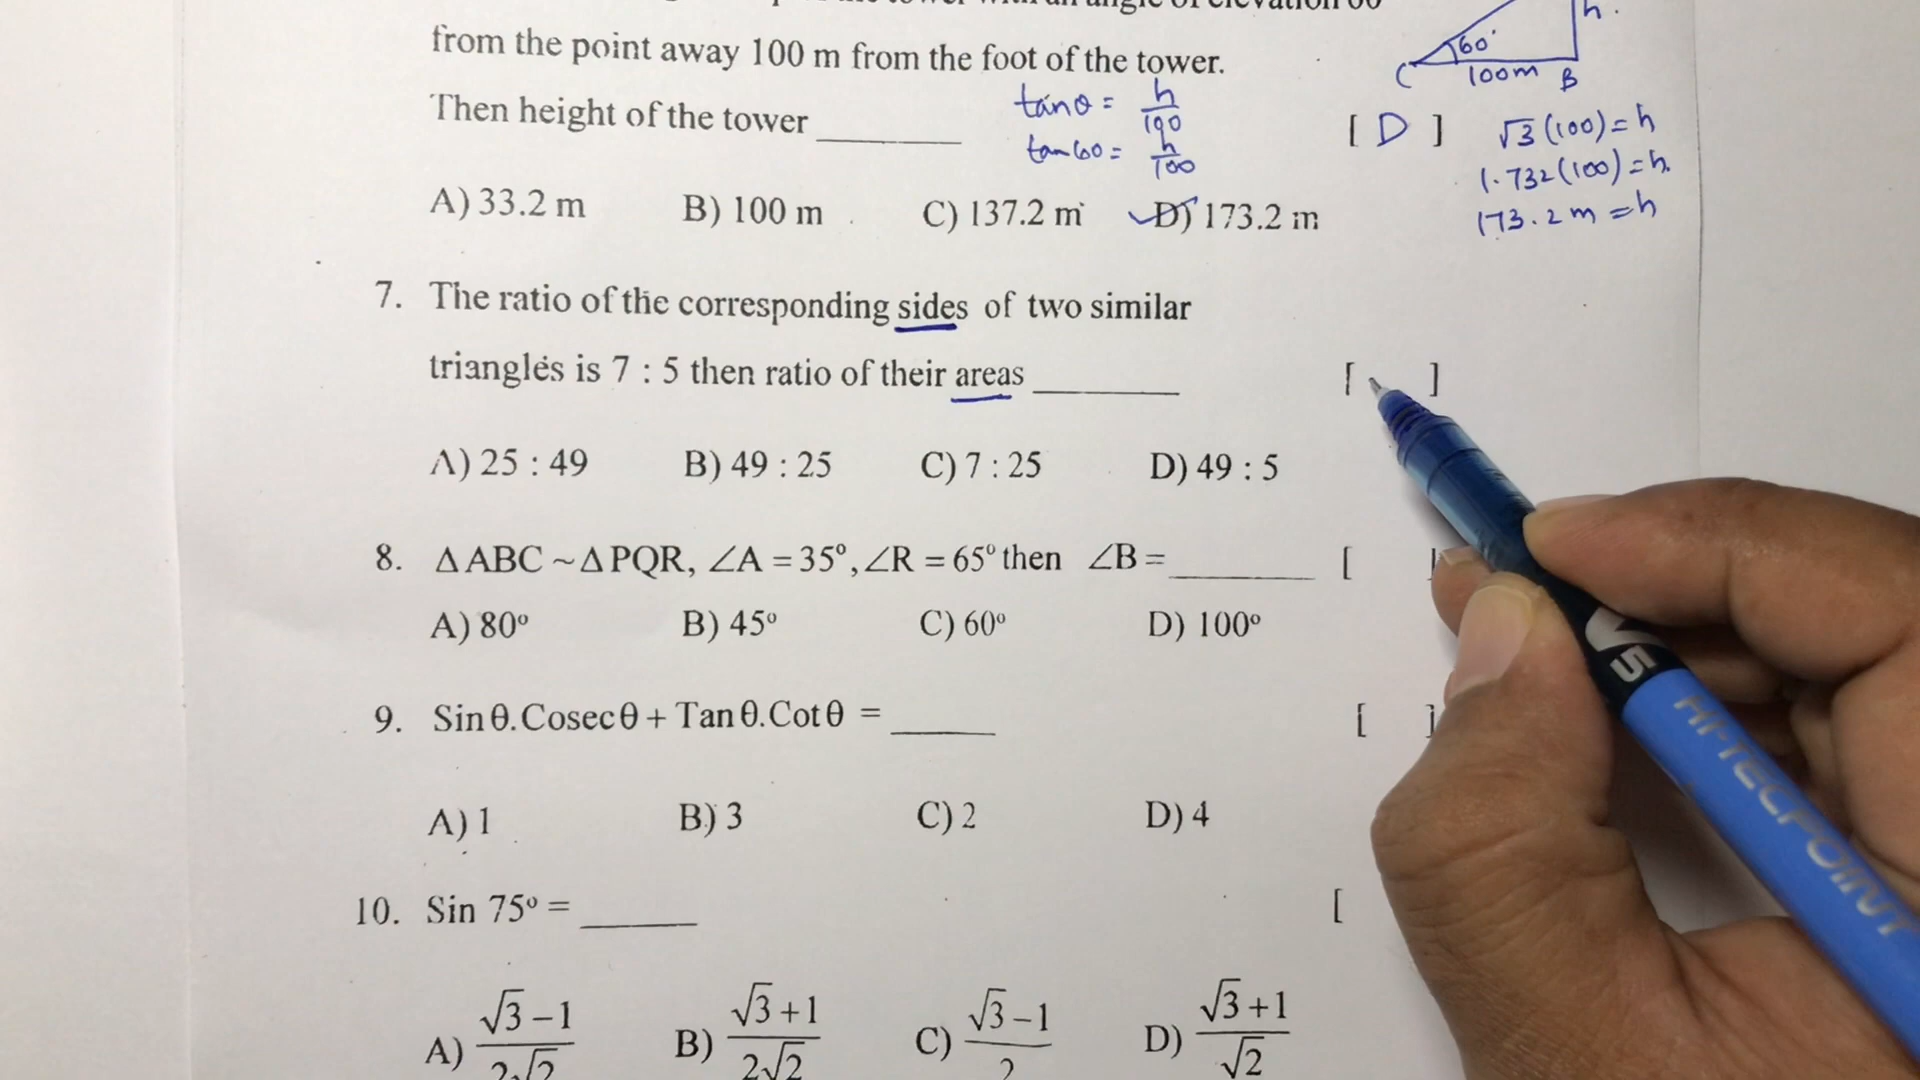 from the point away 100 m from the foot of the tower.
60°
h.
C 100m B
Then height of the tower ______ [ D ]
tanθ = h/100
tan60 = h/100
√3(100)=h
1.732(100)=h.
173.2m=h
A) 33.2 m B) 100 m C) 137.2 m D) 173.2 m
7. The ratio of the corresponding sides of two similar
triangles is 7 : 5 then ratio of their areas ______ [ ]
A) 25 : 49 B) 49 : 25 C) 7 : 25 D) 49 : 5
8. ΔABC ~ ΔPQR, ∠A = 35°, ∠R = 65° then ∠B = ______ [ ]
A) 80° B) 45° C) 60° D) 100°
9. Sinθ.Cosecθ + Tanθ.Cotθ = ______ [ ]
A) 1 B) 3 C) 2 D) 4
10. Sin 75° = ______ [
A) √3−1/2√2 B) √3+1/2√2 C) √3−1/2 D) √3+1/√2
V5
HI-TECPOINT